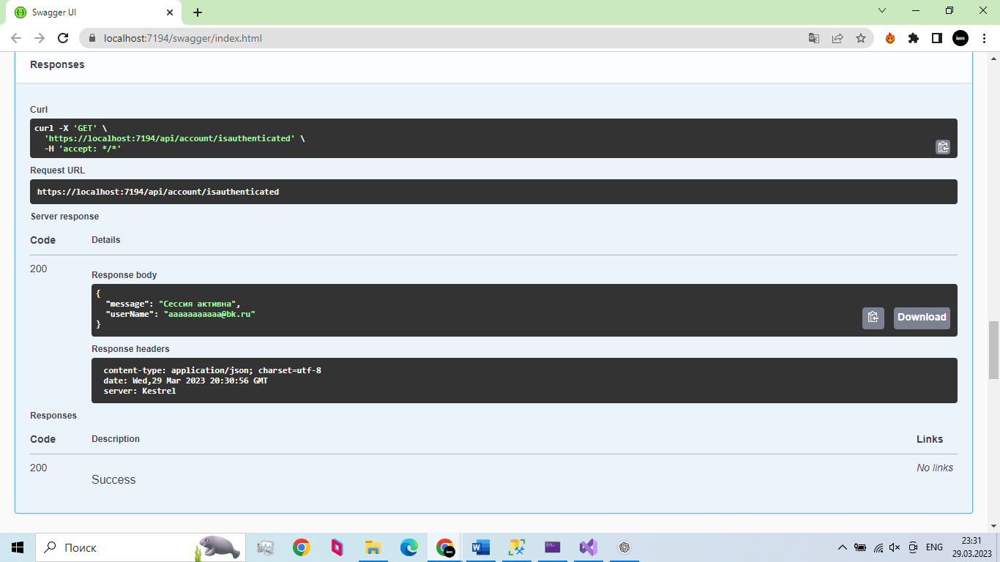 Swagger UI
localhost:7194/swagger/index.html
Responses
Curl
curl -X 'GET' \
'https://localhost:7194/api/account/isauthenticated' \
-H 'accept: */*'
Request URL
https://localhost:7194/api/account/isauthenticated
Server response
Code Details
200
Response body
{
"message": "Сессия активна",
"userName": "aaaaaaaaaaa@bk.ru"
}
Download
Response headers
content-type: application/json; charset=utf-8
date: Wed,29 Mar 2023 20:30:56 GMT
server: Kestrel
Responses
Code Description Links
200 No links
Success
Поиск
ENG
23:31
29.03.2023